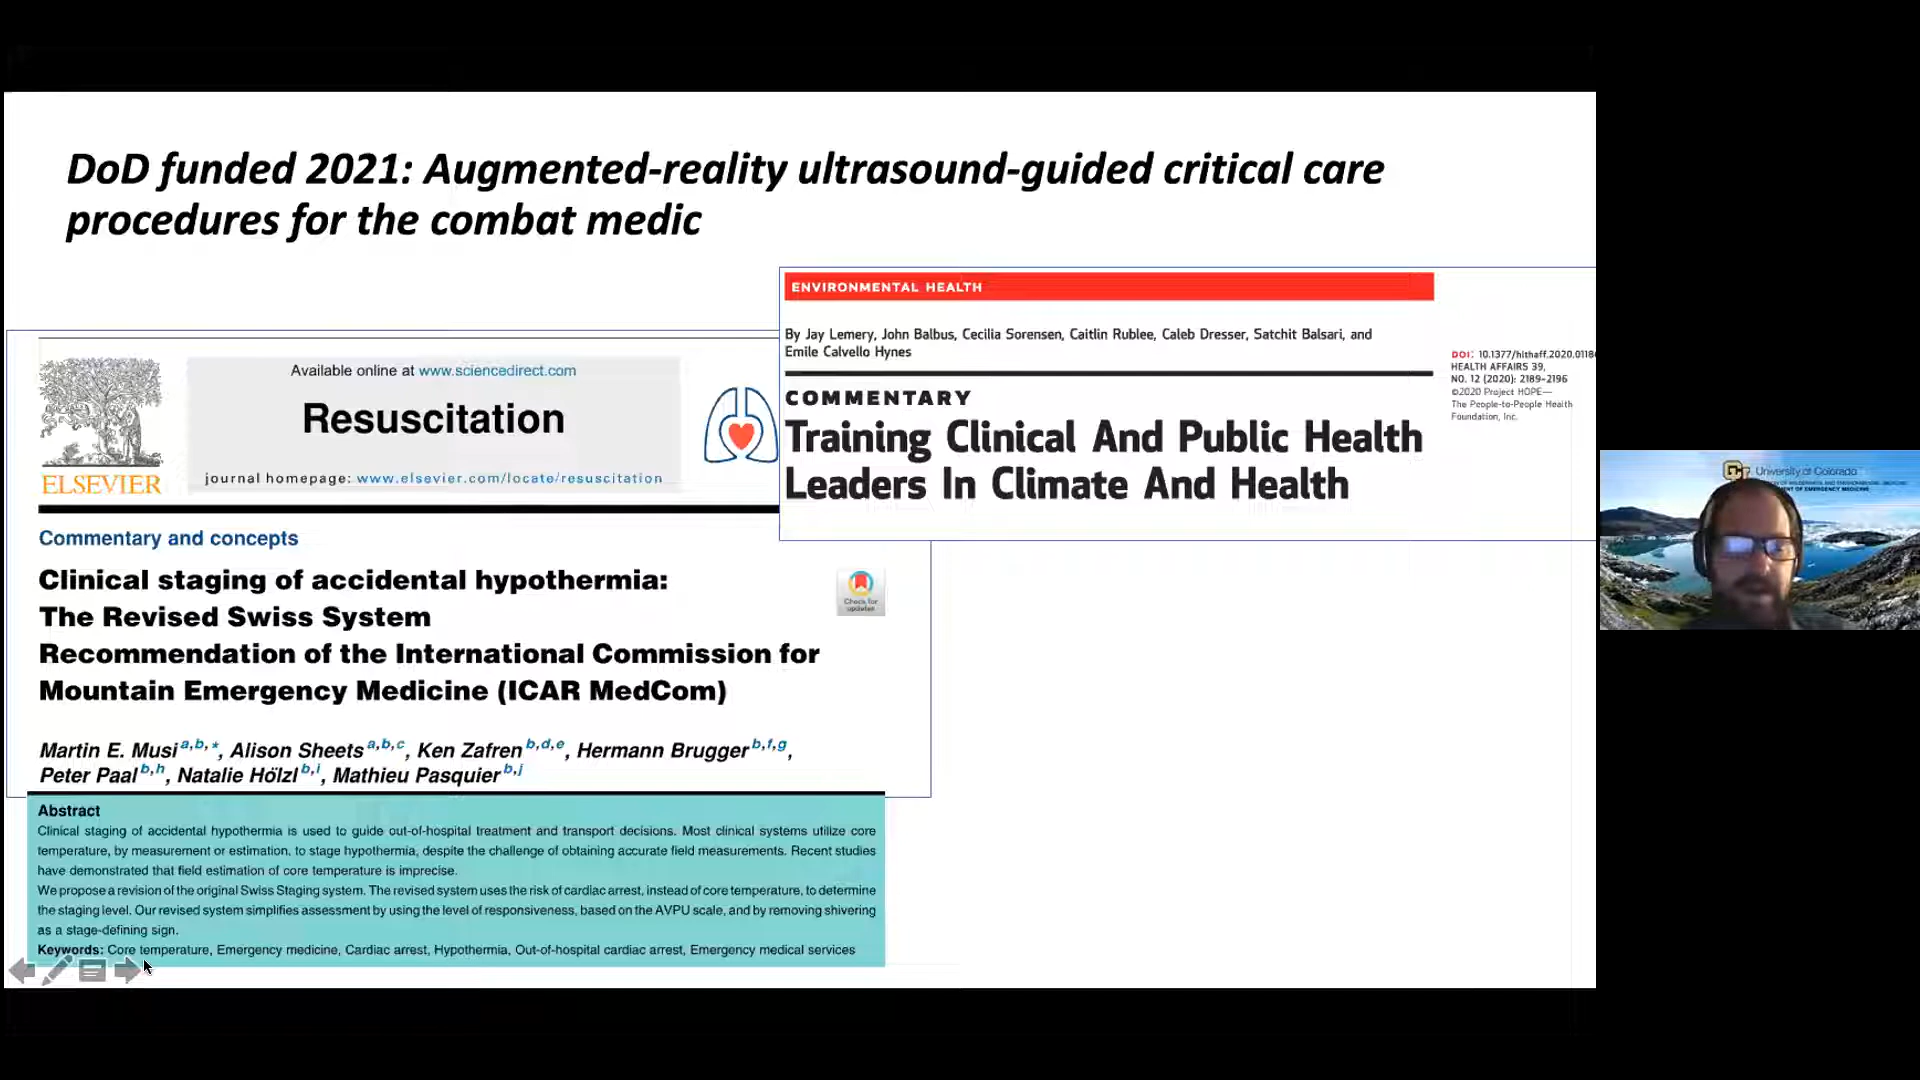 DoD funded 2021: Augmented-reality ultrasound-guided critical care
procedures for the combat medic
ENVIRONMENTAL HEALTH
By Jay Lemery, John Balbus, Cecilia Sorensen, Caitlin Rublee, Caleb Dresser, Satchit Balsari, and
Emile Calvello Hynes
COMMENTARY
Training Clinical And Public Health
Leaders In Climate And Health
DOI: 10.1377/hlthaff.2020.0118
HEALTH AFFAIRS 39,
NO. 12 (2020): 2189–2196
©2020 Project HOPE—
The People-to-People Health
Foundation, Inc.
ELSEVIER
Available online at www.sciencedirect.com
Resuscitation
journal homepage: www.elsevier.com/locate/resuscitation
Commentary and concepts
Clinical staging of accidental hypothermia:
The Revised Swiss System
Recommendation of the International Commission for
Mountain Emergency Medicine (ICAR MedCom)
Check for
updates
Martin E. Musi a,b,*, Alison Sheets a,b,c, Ken Zafren b,d,e, Hermann Brugger b,f,g,
Peter Paal b,h, Natalie Hölzl b,i, Mathieu Pasquier b,j
Abstract
Clinical staging of accidental hypothermia is used to guide out-of-hospital treatment and transport decisions. Most clinical systems utilize core
temperature, by measurement or estimation, to stage hypothermia, despite the challenge of obtaining accurate field measurements. Recent studies
have demonstrated that field estimation of core temperature is imprecise.
We propose a revision of the original Swiss Staging system. The revised system uses the risk of cardiac arrest, instead of core temperature, to determine
the staging level. Our revised system simplifies assessment by using the level of responsiveness, based on the AVPU scale, and by removing shivering
as a stage-defining sign.
Keywords: Core temperature, Emergency medicine, Cardiac arrest, Hypothermia, Out-of-hospital cardiac arrest, Emergency medical services
University of Colorado
OF EMERGENCY MEDICINE